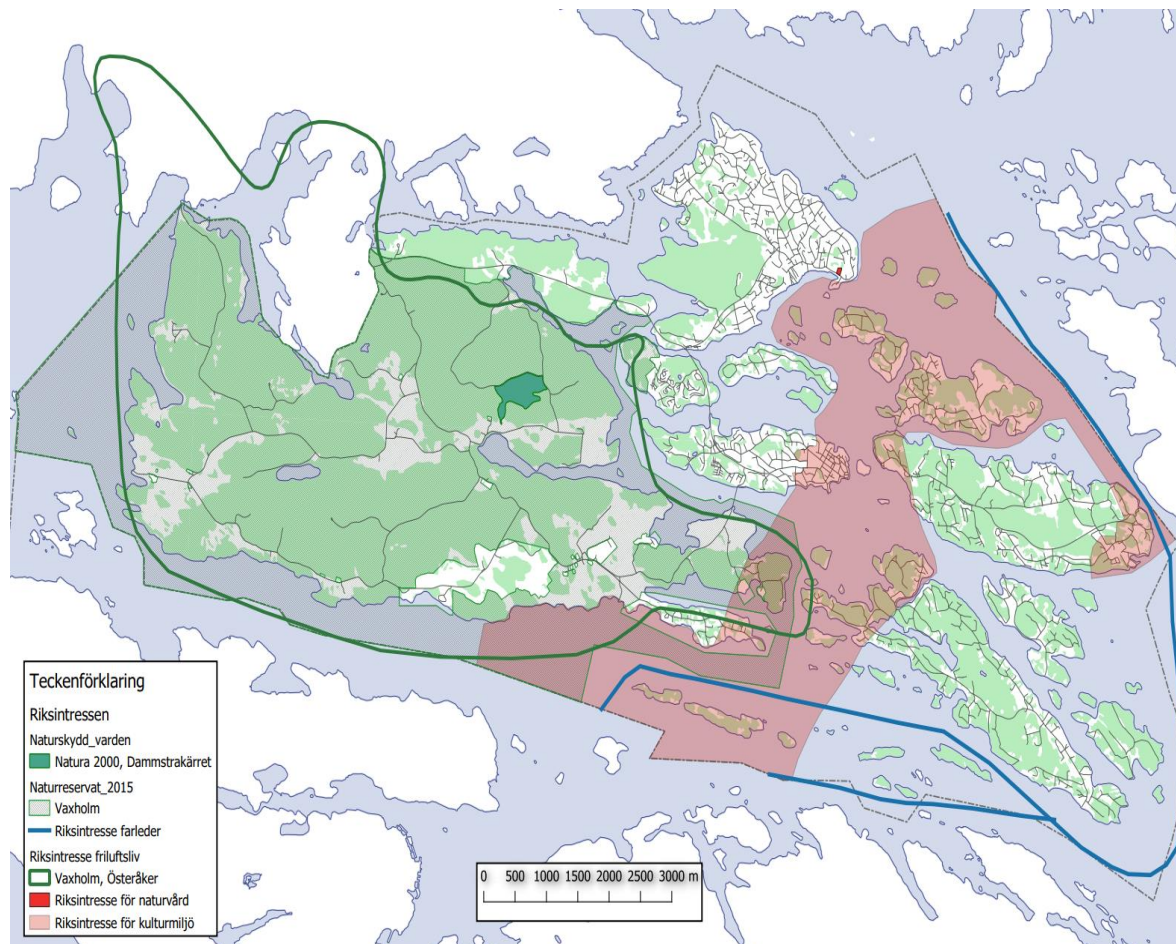 Teckenförklaring
Riksintressen
Naturskydd_varden
Natura 2000, Dammstrakärret
Naturreservat_2015
Vaxholm
Riksintresse farleder
Riksintresse friluftsliv
Vaxholm, Österåker
Riksintresse för naturvård
Riksintresse för kulturmiljö
0 500 1000 1500 2000 2500 3000 m